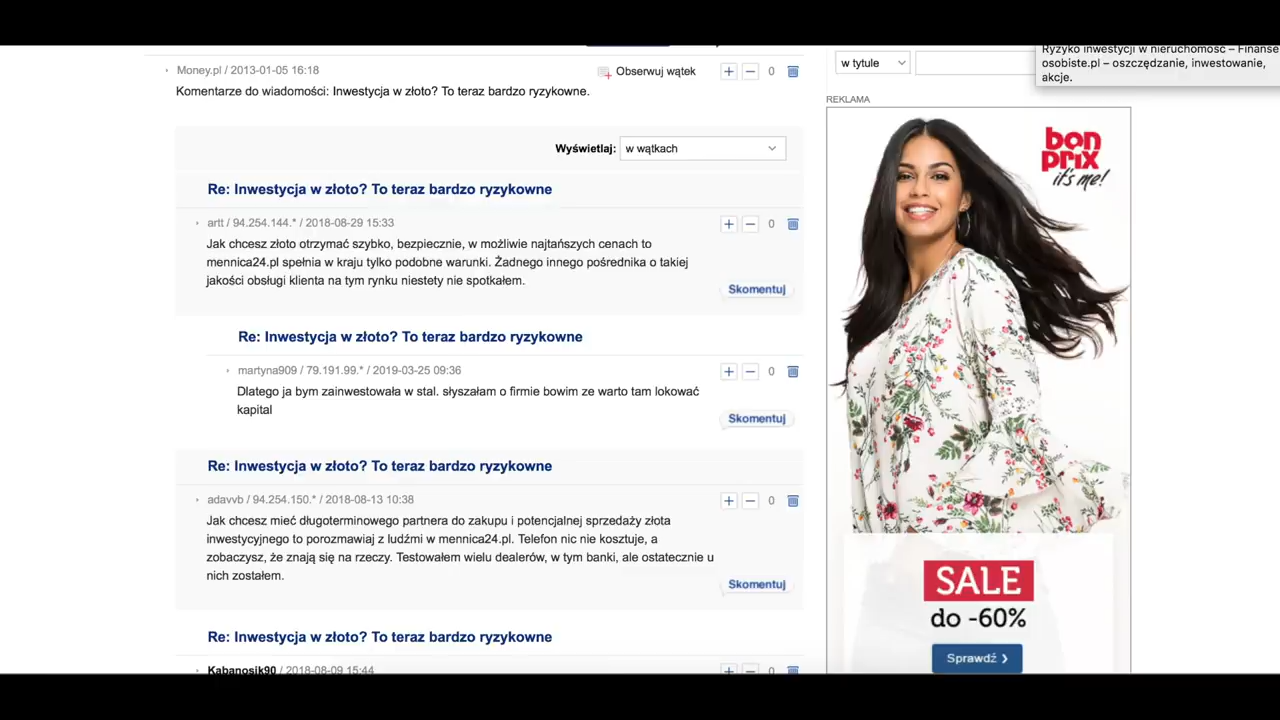 Money.pl / 2013-01-05 16:18
Obserwuj wątek
0
Komentarze do wiadomości: Inwestycja w złoto? To teraz bardzo ryzykowne.
Wyświetlaj:
w wątkach
Re: Inwestycja w złoto? To teraz bardzo ryzykowne
artt / 94.254.144.* / 2018-08-29 15:33
0
Jak chcesz złoto otrzymać szybko, bezpiecznie, w możliwie najtańszych cenach to
mennica24.pl spełnia w kraju tylko podobne warunki. Żadnego innego pośrednika o takiej
jakości obsługi klienta na tym rynku niestety nie spotkałem.
Skomentuj
Re: Inwestycja w złoto? To teraz bardzo ryzykowne
martyna909 / 79.191.99.* / 2019-03-25 09:36
0
Dlatego ja bym zainwestowała w stal. słyszałam o firmie bowim ze warto tam lokować
kapital
Skomentuj
Re: Inwestycja w złoto? To teraz bardzo ryzykowne
adavvb / 94.254.150.* / 2018-08-13 10:38
0
Jak chcesz mieć długoterminowego partnera do zakupu i potencjalnej sprzedaży złota
inwestycyjnego to porozmawiaj z ludźmi w mennica24.pl. Telefon nic nie kosztuje, a
zobaczysz, że znają się na rzeczy. Testowałem wielu dealerów, w tym banki, ale ostatecznie u
nich zostałem.
Skomentuj
Re: Inwestycja w złoto? To teraz bardzo ryzykowne
Kabanosik90 / 2018-08-09 15:44
0
w tytule
Ryzyko inwestycji w nieruchomość – Finanse
osobiste.pl – oszczędzanie, inwestowanie,
akcje.
REKLAMA
bon
prix
it's me!
SALE
do -60%
Sprawdź ❯